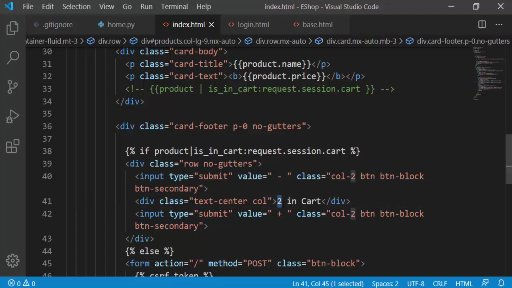 File Edit Selection View Go Run Terminal Help index.html - EShop - Visual Studio Code
.gitignore home.py index.html login.html base.html
tainer-fluid.mt-3 div.row div#products.col-lg-9.mx-auto div.row.mx-auto div.card.mx-auto.mb-3 div.card-footer.p-0.no-gutters
30 <div class="card-body">
31 <p class="card-title">{{product.name}}</p>
32 <p class="card-text"><b>{{product.price}}</b></p>
33 <!-- {{product | is_in_cart:request.session.cart }} -->
34 </div>
35
36 <div class="card-footer p-0 no-gutters">
37
38 {% if product|is_in_cart:request.session.cart %}
39 <div class="row no-gutters">
40 <input type="submit" value=" - " class="col-2 btn btn-block
btn-secondary">
41 <div class="text-center col">2 in Cart</div>
42 <input type="submit" value=" + " class="col-2 btn btn-block
btn-secondary">
43 </div>
44 {% else %}
45 <form action="/" method="POST" class="btn-block">
46 {% csrf_token %}
0 0 Ln 41, Col 45 (1 selected) Spaces: 2 UTF-8 CRLF HTML